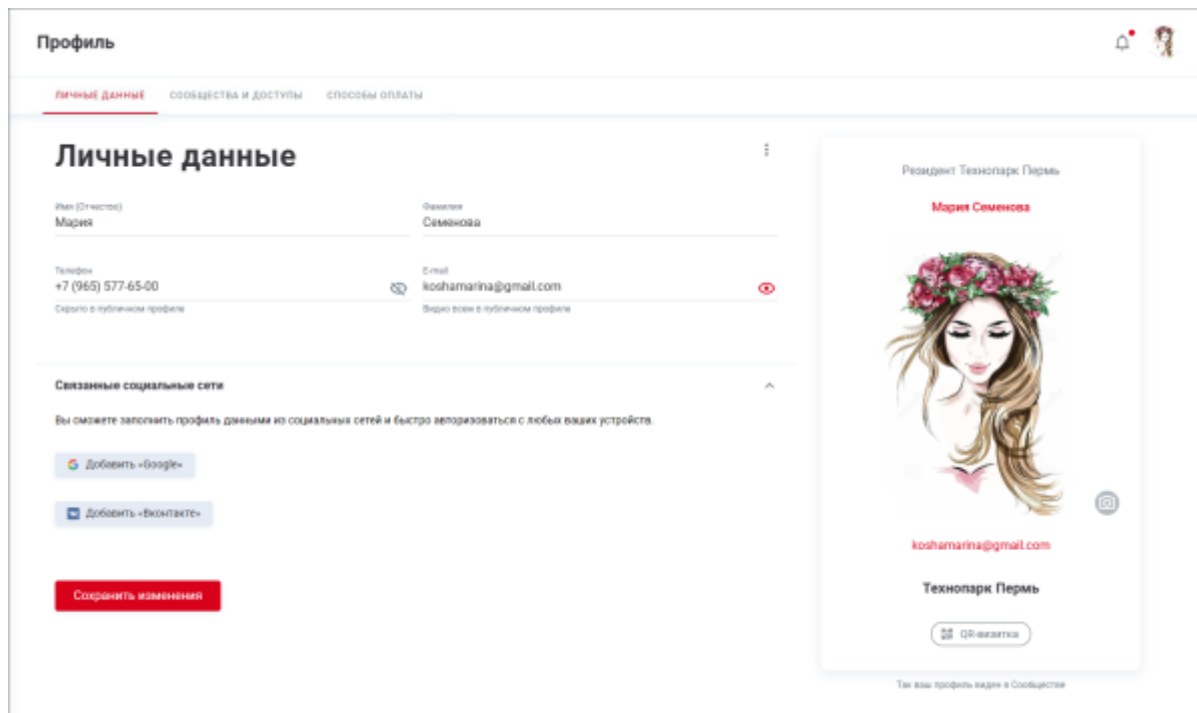 Профиль
ЛИЧНЫЕ ДАННЫЕ СООБЩЕСТВА И ДОСТУПЫ СПОСОБЫ ОПЛАТЫ
Личные данные
Имя (Отчество) Фамилия
Мария Семенова
Телефон E-mail
+7 (965) 577-65-00 koshamarina@gmail.com
Скрыто в публичном профиле Видно всем в публичном профиле
Связанные социальные сети
Вы сможете заполнить профиль данными из социальных сетей и быстро авторизоваться с любых ваших устройств.
Добавить «Google»
Добавить «Вконтакте»
Сохранить изменения
Резидент Технопарк Пермь
Мария Семенова
koshamarina@gmail.com
Технопарк Пермь
QR-визитка
Так ваш профиль виден в Сообществе